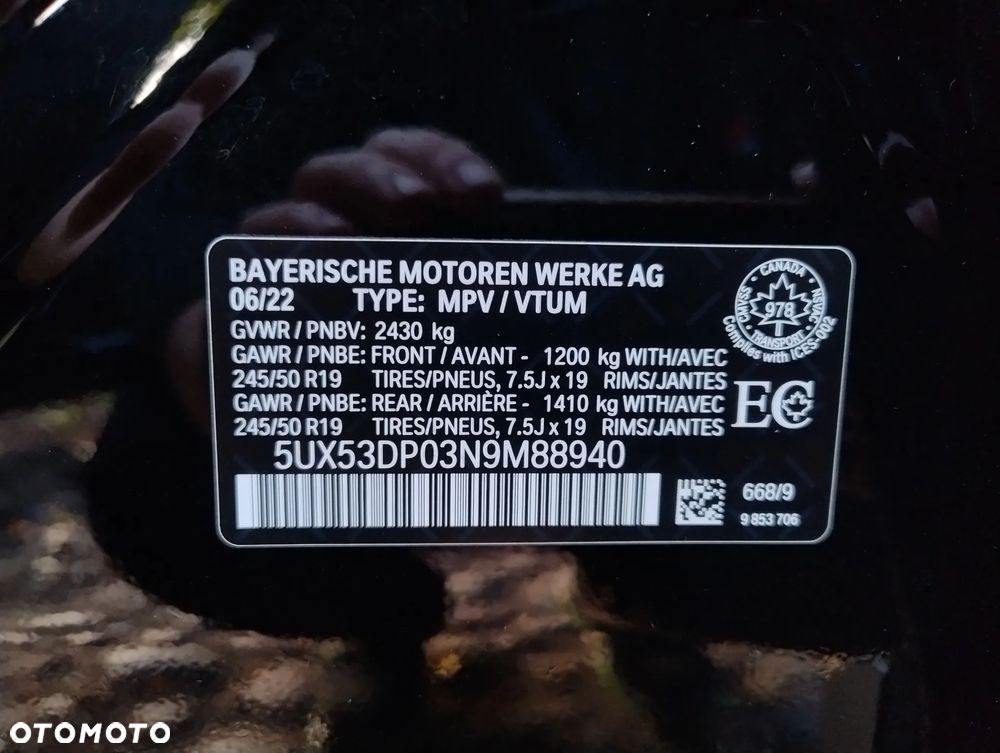 BAYERISCHE MOTOREN WERKE AG
06/22 TYPE: MPV / VTUM
GVWR / PNBV: 2430 kg
GAWR / PNBE: FRONT / AVANT - 1200 kg WITH/AVEC
245/50 R19 TIRES/PNEUS, 7.5J x 19 RIMS/JANTES
GAWR / PNBE: REAR / ARRIÈRE - 1410 kg WITH/AVEC
245/50 R19 TIRES/PNEUS, 7.5J x 19 RIMS/JANTES
5UX53DP03N9M88940
CANADA
CMVSS 978 NSVAC
TRANSPORT
Complies with ICES-002
EC
668/9
9 853 706
OTOMOTO